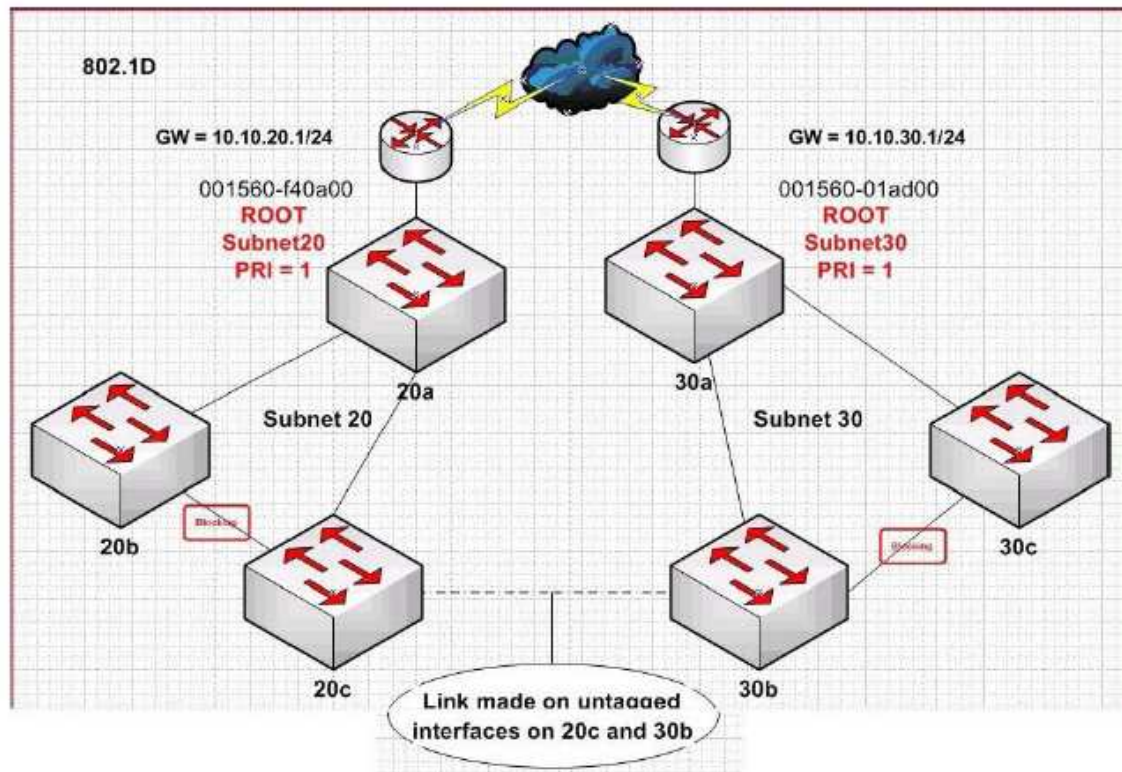 802.1D
GW = 10.10.20.1/24
GW = 10.10.30.1/24
001560-f40a00
ROOT
Subnet20
PRI = 1
001560-01ad00
ROOT
Subnet30
PRI = 1
20a
30a
Subnet 20
Subnet 30
Blocking
Blocking
20b
30c
20c
30b
Link made on untagged
interfaces on 20c and 30b